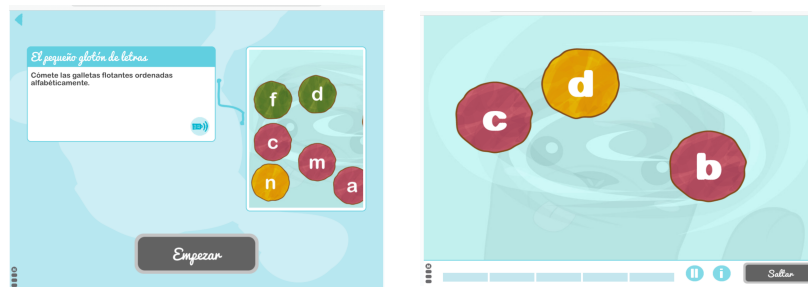 El pequeño glotón de letras
Cómete las galletas flotantes ordenadas
alfabéticamente.
f d
c
m
n
a
Empezar
d
c
b
i
Saltar